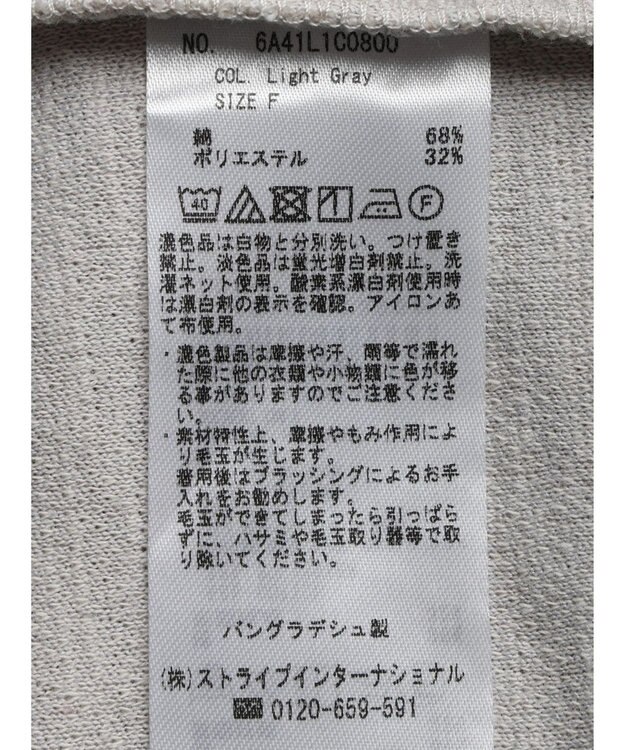 NO. 6A41L1C0800
COL. Light Gray
SIZE F
綿 68%
ポリエステル 32%
40 F
濃色品は白物と分別洗い。つけ置き
禁止。淡色品は蛍光増白剤禁止。洗
濯ネット使用。酸素系漂白剤使用時
は漂白剤の表示を確認。アイロンあ
て布使用。
・濃色製品は摩擦や汗、雨等で濡れ
た際に他の衣類や小物類に色が移
る事がありますのでご注意くださ
い。
・素材特性上、摩擦やもみ作用によ
り毛玉が生じます。
着用後はブラッシングによるお手
入れをお勧めします。
毛玉ができてしまったら引っぱら
ずに、ハサミや毛玉取り器等で取
り除いてください。
バングラデシュ製
(株)ストライプインターナショナル
0120-659-591